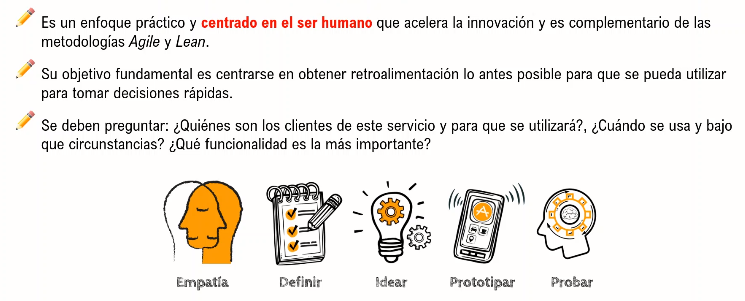 Es un enfoque práctico y centrado en el ser humano que acelera la innovación y es complementario de las
metodologías Agile y Lean.
Su objetivo fundamental es centrarse en obtener retroalimentación lo antes posible para que se pueda utilizar
para tomar decisiones rápidas.
Se deben preguntar: ¿Quiénes son los clientes de este servicio y para que se utilizará?, ¿Cuándo se usa y bajo
que circunstancias? ¿Qué funcionalidad es la más importante?
Empatía Definir Idear Prototipar Probar